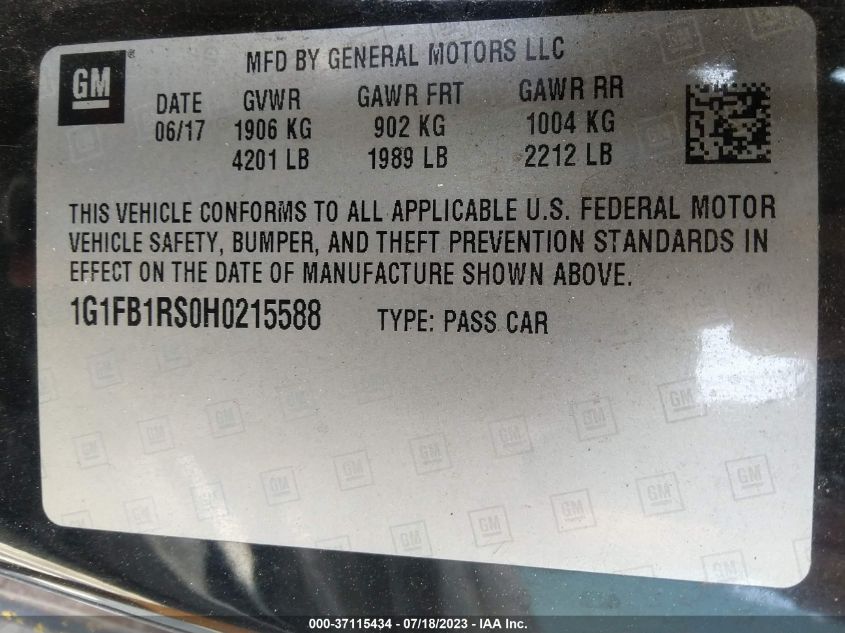 GM ® MFD BY GENERAL MOTORS LLC
DATE GVWR GAWR FRT GAWR RR
06/17 1906 KG 902 KG 1004 KG
4201 LB 1989 LB 2212 LB
THIS VEHICLE CONFORMS TO ALL APPLICABLE U.S. FEDERAL MOTOR
VEHICLE SAFETY, BUMPER, AND THEFT PREVENTION STANDARDS IN
EFFECT ON THE DATE OF MANUFACTURE SHOWN ABOVE.
1G1FB1RS0H0215588 TYPE: PASS CAR
000-37115434 - 07/18/2023 - IAA Inc.